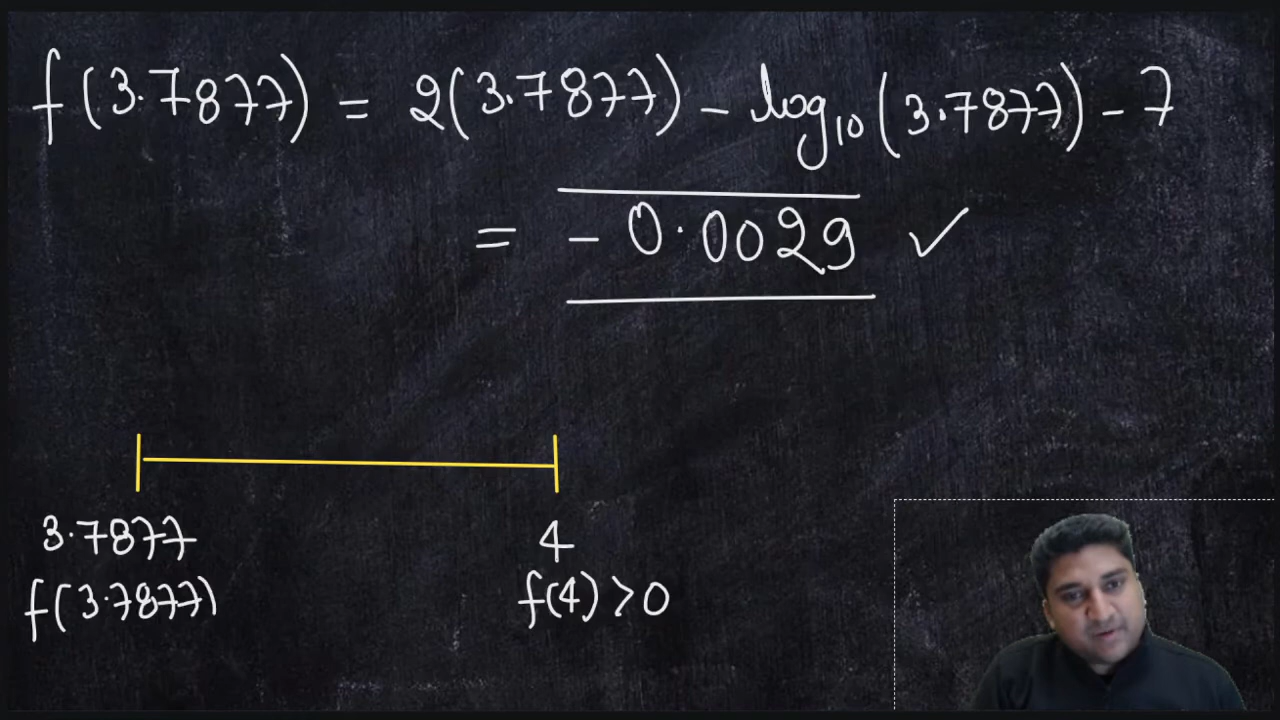 f(3.7877) = 2(3.7877) - log₁₀(3.7877) - 7
= - 0.0029 ✓
3.7877 4
f(3.7877) f(4) > 0